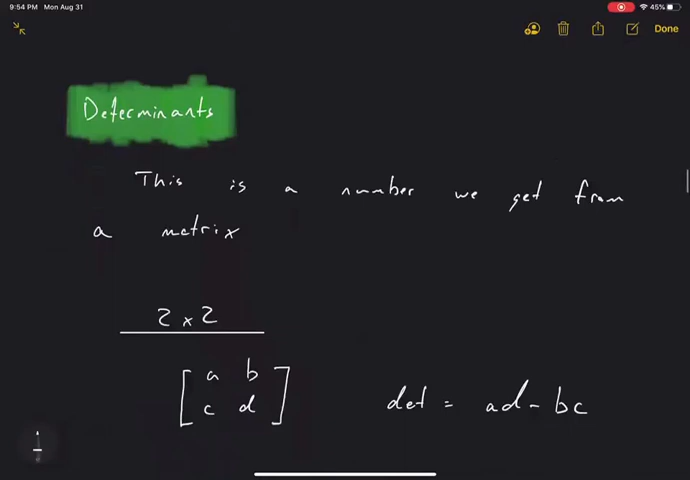 9:54 PM Mon Aug 31
45%
Done
Determinants
This is a number we get from
a matrix
2 x 2
a b
c d
det = ad - bc